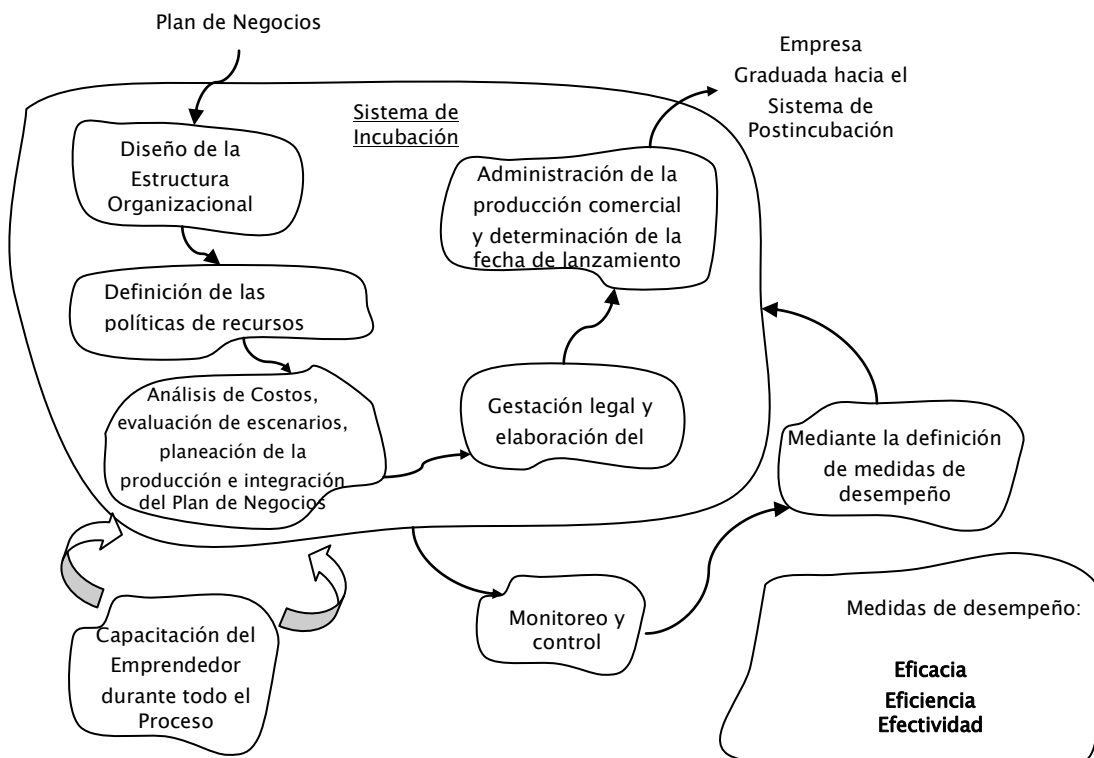 Plan de Negocios
Empresa
Graduada hacia el
Sistema de
Postincubación
Sistema de
Incubación
Diseño de la
Estructura
Organizacional
Definición de las
políticas de recursos
Análisis de Costos,
evaluación de escenarios,
planeación de la
producción e integración
del Plan de Negocios
Gestación legal y
elaboración del
Administración de la
producción comercial
y determinación de la
fecha de lanzamiento
Mediante la definición
de medidas de
desempeño
Monitoreo y
control
Capacitación del
Emprendedor
durante todo el
Proceso
Medidas de desempeño:
Eficacia
Eficiencia
Efectividad